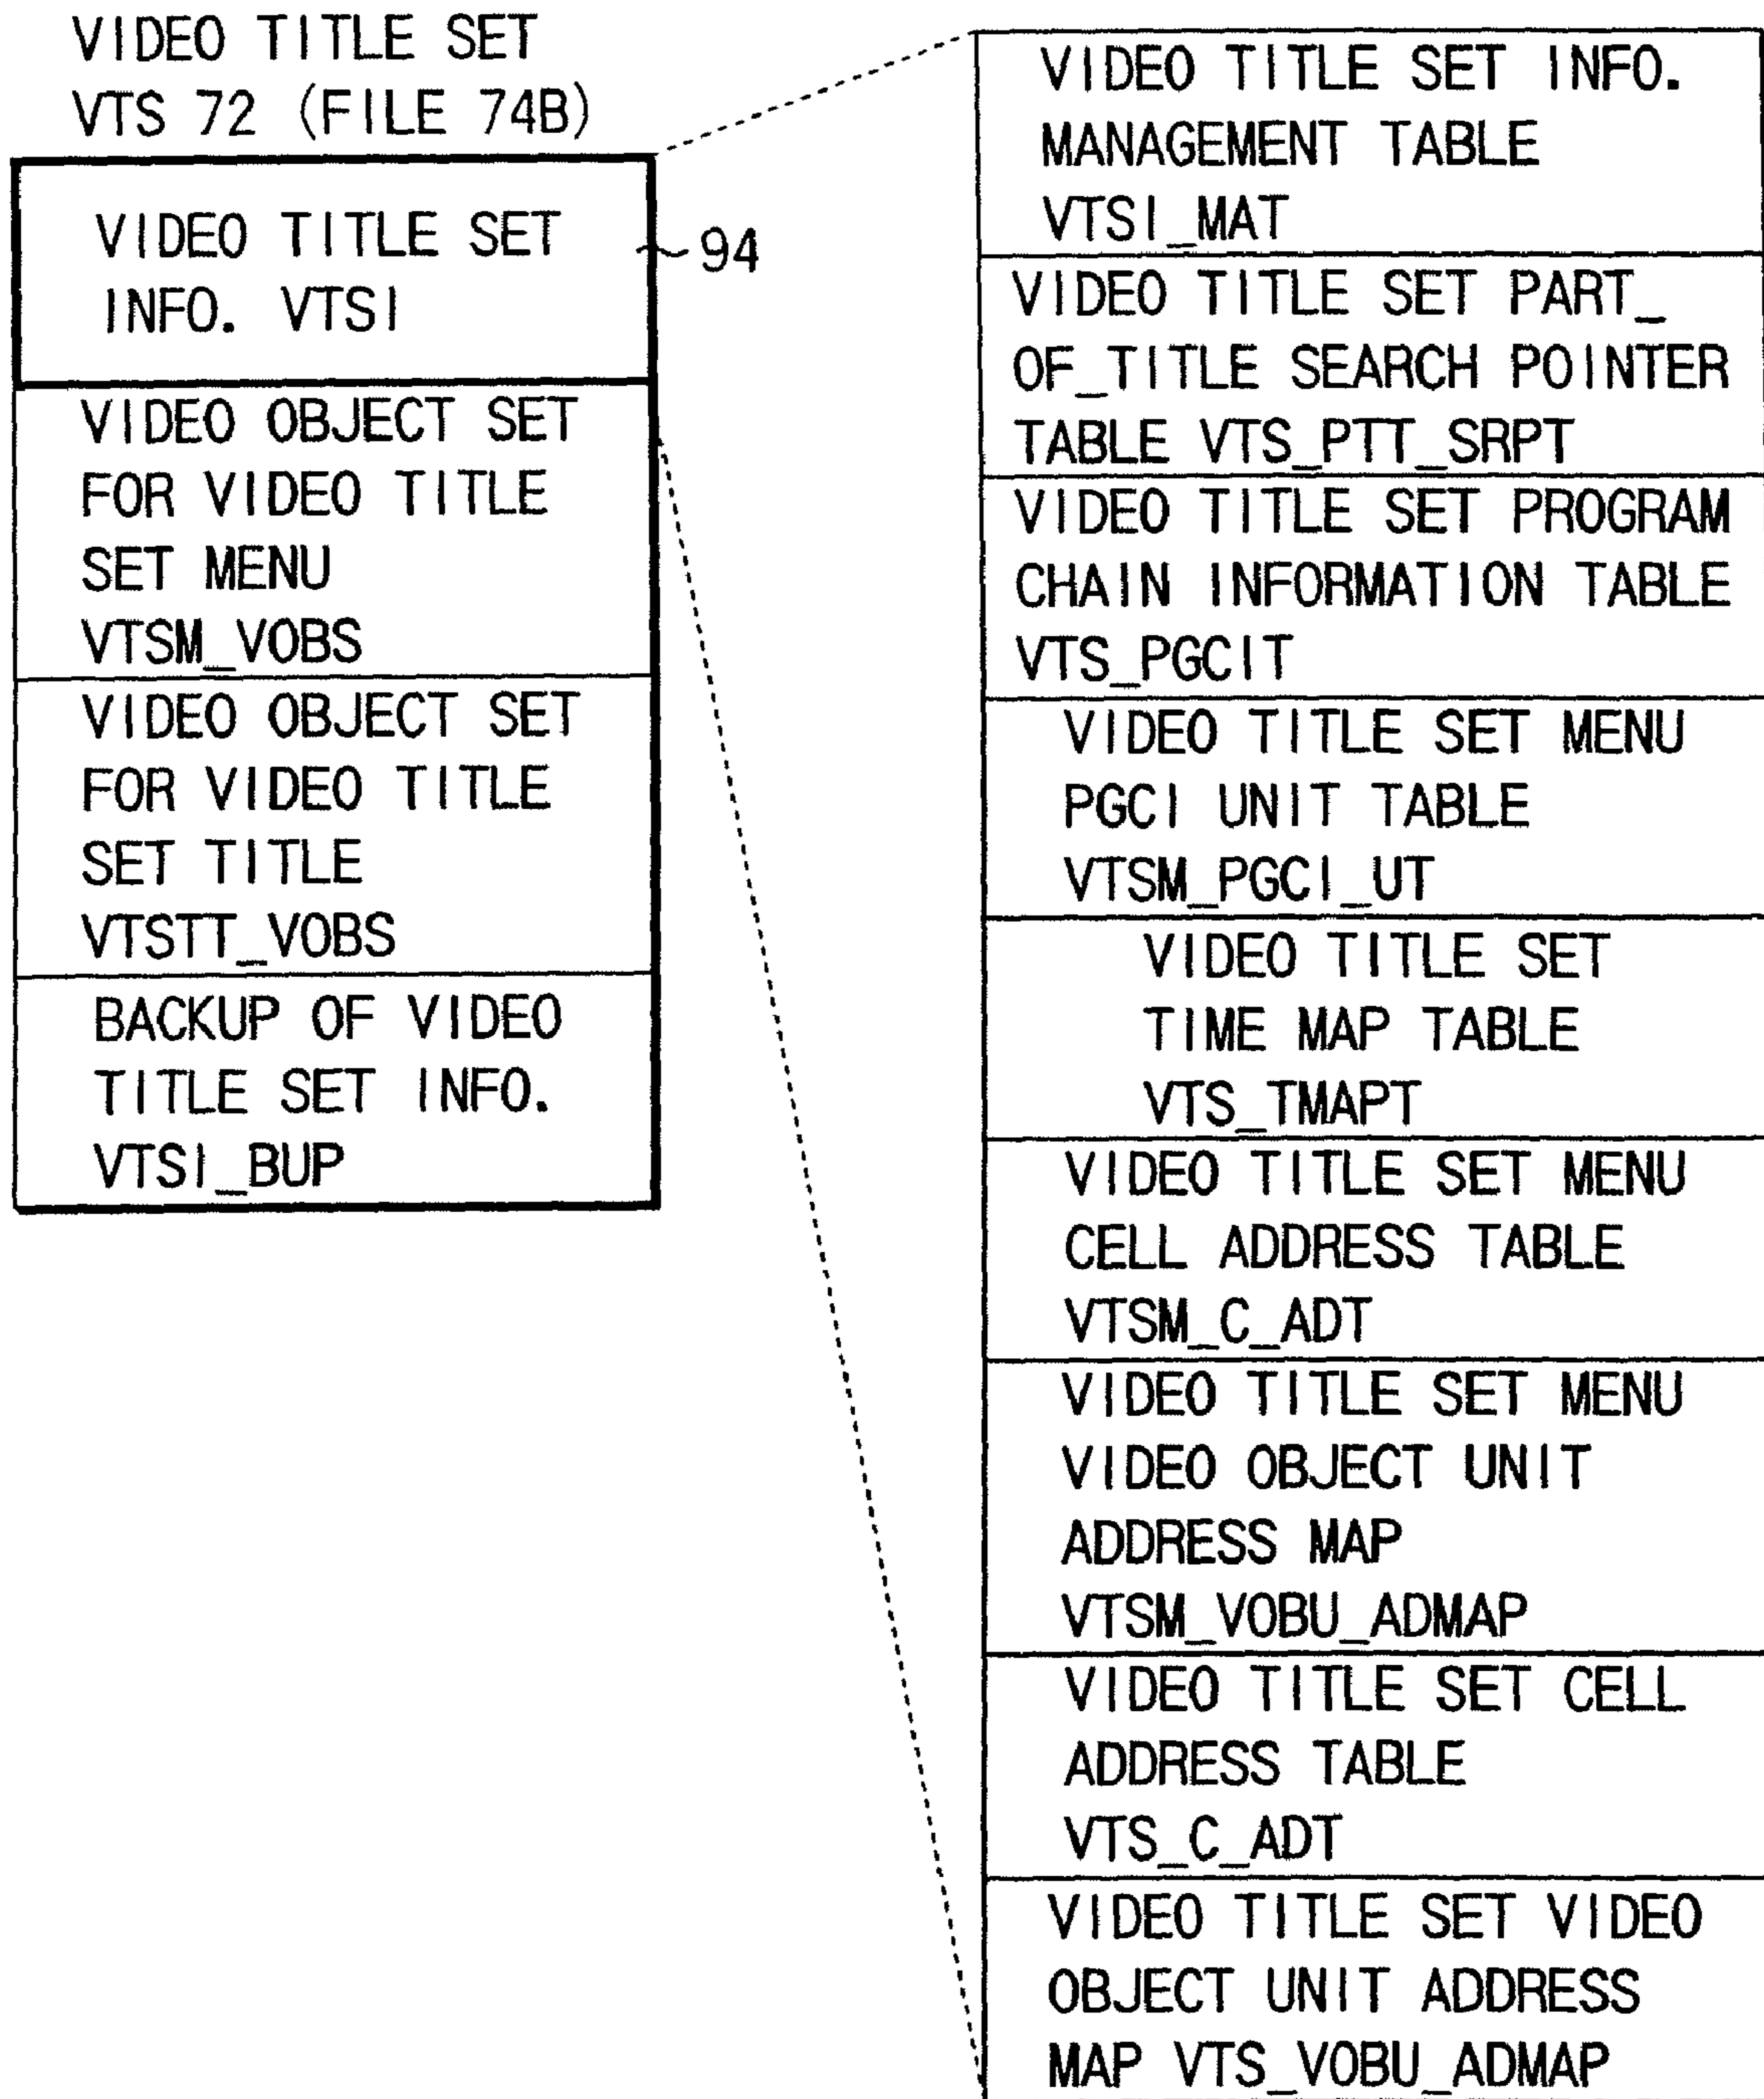 VIDEO TITLE SET
VTS 72 (FILE 74B)
VIDEO TITLE SET
INFO. VTSI
94
VIDEO OBJECT SET
FOR VIDEO TITLE
SET MENU
VTSM_VOBS
VIDEO OBJECT SET
FOR VIDEO TITLE
SET TITLE
VTSTT_VOBS
BACKUP OF VIDEO
TITLE SET INFO.
VTSI_BUP
VIDEO TITLE SET INFO.
MANAGEMENT TABLE
VTSI_MAT
VIDEO TITLE SET PART_
OF_TITLE SEARCH POINTER
TABLE VTS_PTT_SRPT
VIDEO TITLE SET PROGRAM
CHAIN INFORMATION TABLE
VTS_PGCIT
VIDEO TITLE SET MENU
PGCI UNIT TABLE
VTSM_PGCI_UT
VIDEO TITLE SET
TIME MAP TABLE
VTS_TMAPT
VIDEO TITLE SET MENU
CELL ADDRESS TABLE
VTSM_C_ADT
VIDEO TITLE SET MENU
VIDEO OBJECT UNIT
ADDRESS MAP
VTSM_VOBU_ADMAP
VIDEO TITLE SET CELL
ADDRESS TABLE
VTS_C_ADT
VIDEO TITLE SET VIDEO
OBJECT UNIT ADDRESS
MAP VTS_VOBU_ADMAP